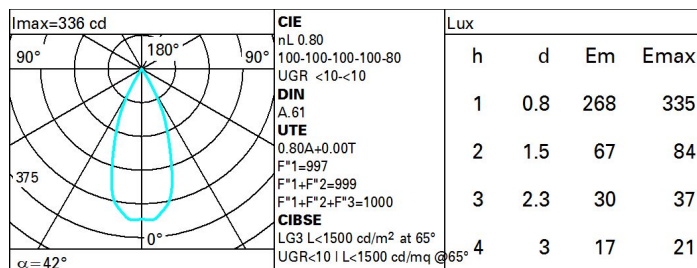 Imax=336 cd
90°
180°
90°
375
0°
α=42°
CIE
nL 0.80
100-100-100-100-80
UGR <10-<10
DIN
A.61
UTE
0.80A+0.00T
F"1=997
F"1+F"2=999
F"1+F"2+F"3=1000
CIBSE
LG3 L<1500 cd/m² at 65°
UGR<10 | L<1500 cd/mq @65°
Lux
h d Em Emax
1 0.8 268 335
2 1.5 67 84
3 2.3 30 37
4 3 17 21